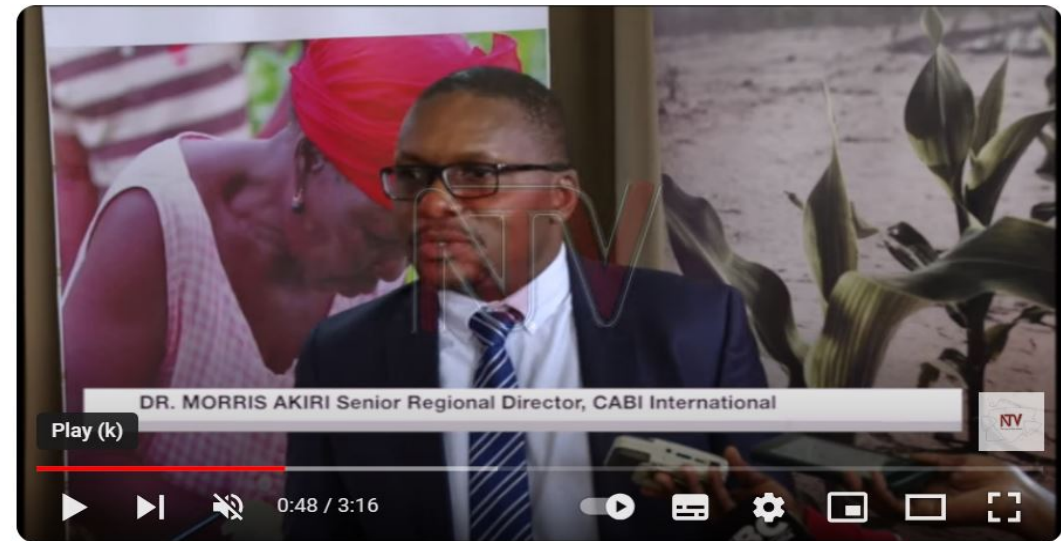 NTV
DR. MORRIS AKIRI Senior Regional Director, CABI International
NTV
Play (k)
0:48 / 3:16